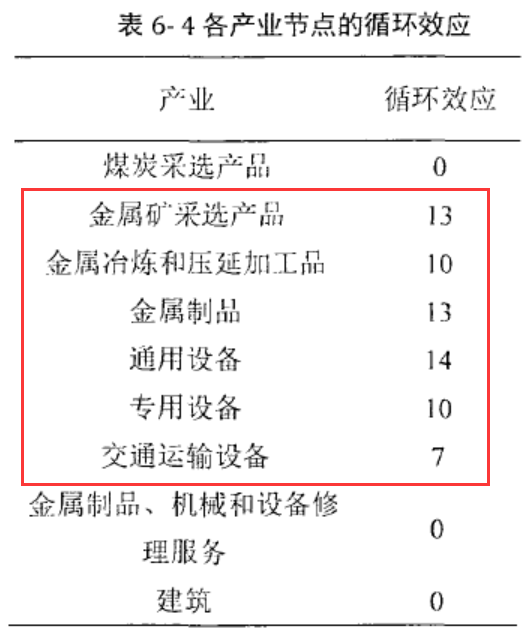 表 6- 4 各产业节点的循环效应
产业 循环效应
煤炭采选产品 0
金属矿采选产品 13
金属冶炼和压延加工品 10
金属制品 13
通用设备 14
专用设备 10
交通运输设备 7
金属制品、机械和设备修
理服务 0
建筑 0